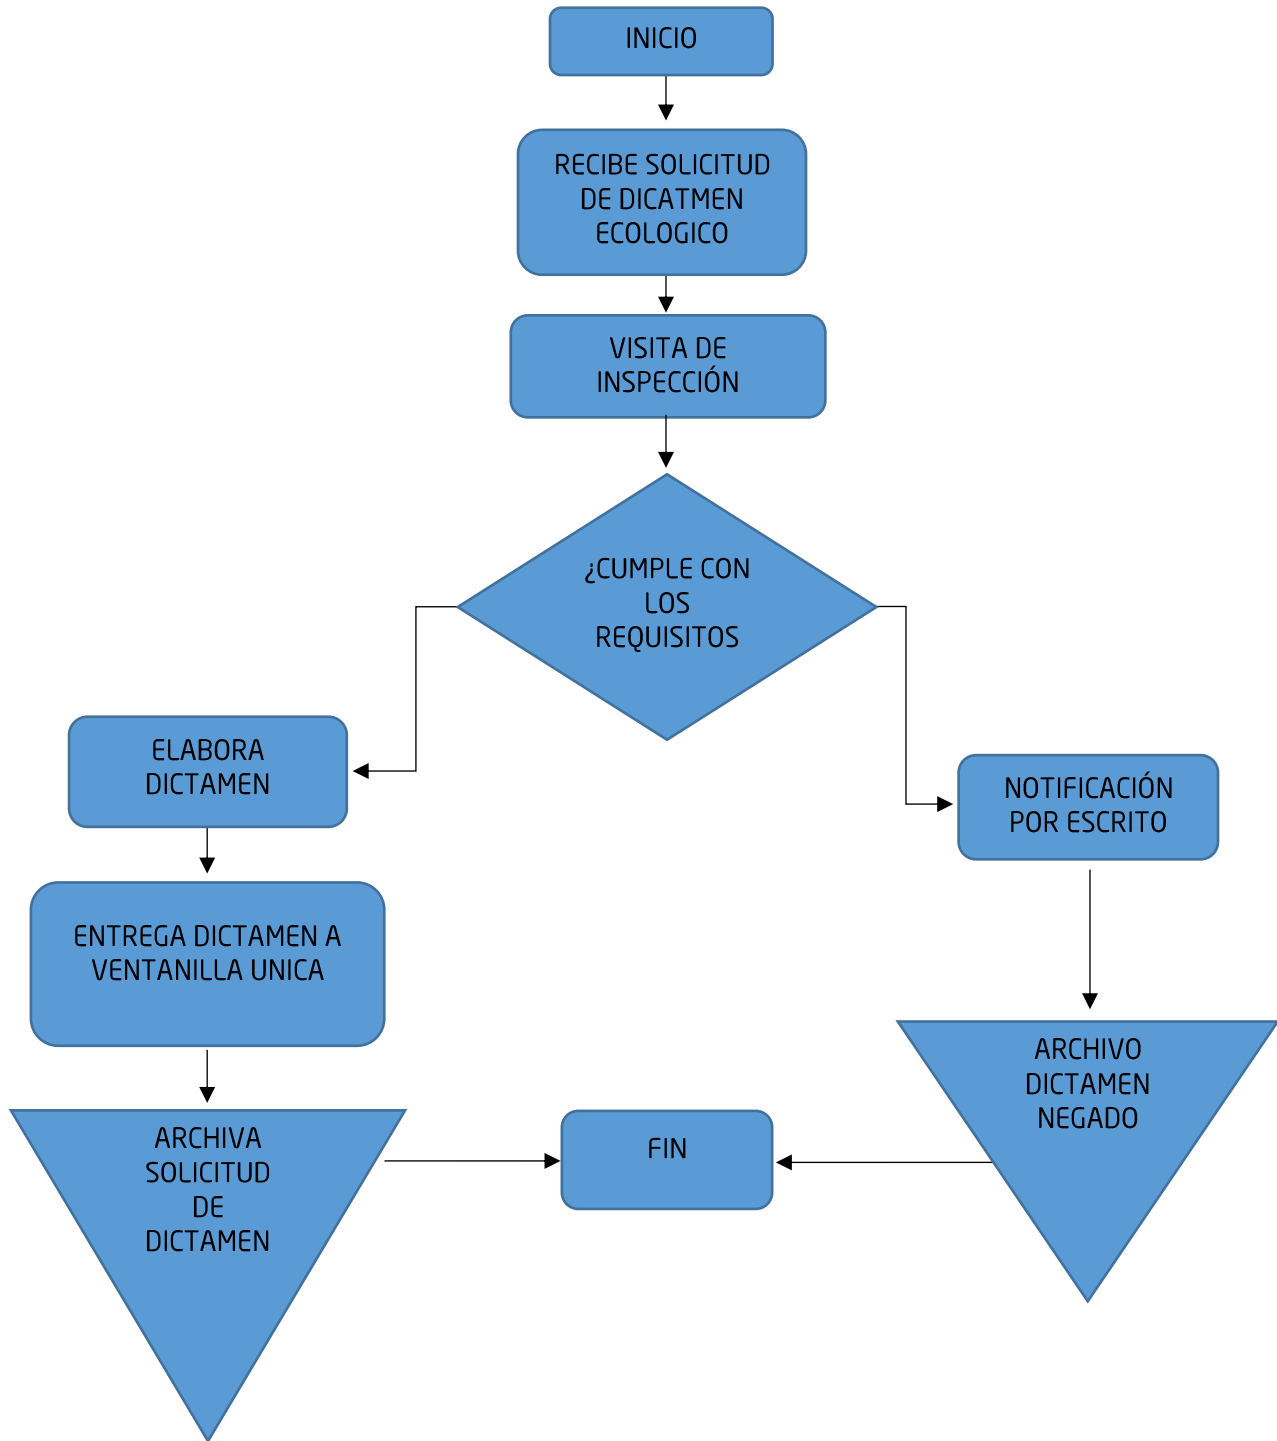 INICIO
RECIBE SOLICITUD
DE DICATMEN
ECOLOGICO
VISITA DE
INSPECCIÓN
¿CUMPLE CON
LOS
REQUISITOS
ELABORA
DICTAMEN
NOTIFICACIÓN
POR ESCRITO
ENTREGA DICTAMEN A
VENTANILLA UNICA
ARCHIVO
DICTAMEN
NEGADO
ARCHIVA
SOLICITUD
DE
DICTAMEN
FIN